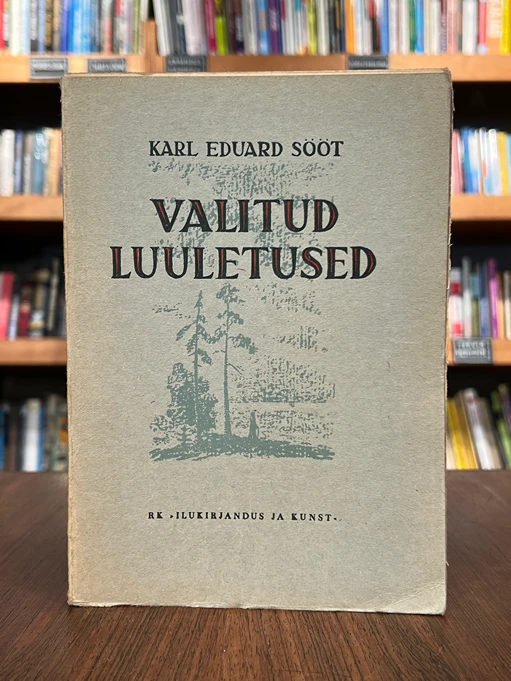 KARL EDUARD SÖÖT
VALITUD
LUULETUSED
RK »ILUKIRJANDUS JA KUNST«